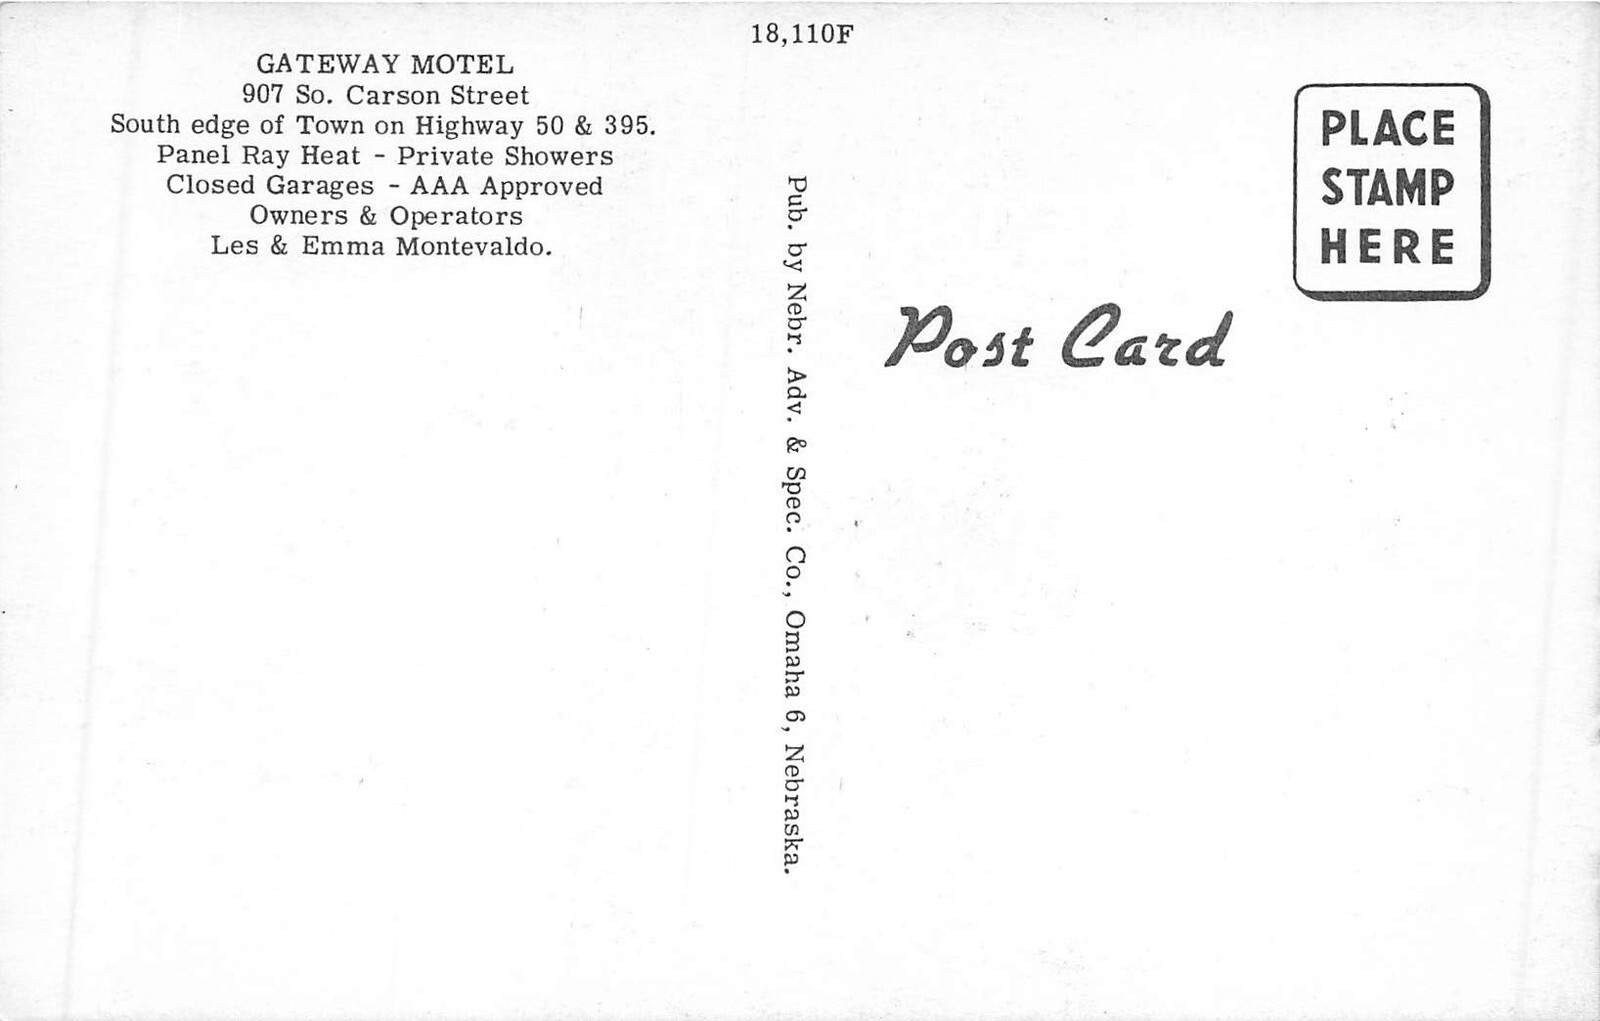 18,110F
GATEWAY MOTEL
907 So. Carson Street
South edge of Town on Highway 50 & 395.
Panel Ray Heat - Private Showers
Closed Garages - AAA Approved
Owners & Operators
Les & Emma Montevaldo.
Pub. by Nebr. Adv. & Spec. Co., Omaha 6, Nebraska.
PLACE
STAMP
HERE
Post Card